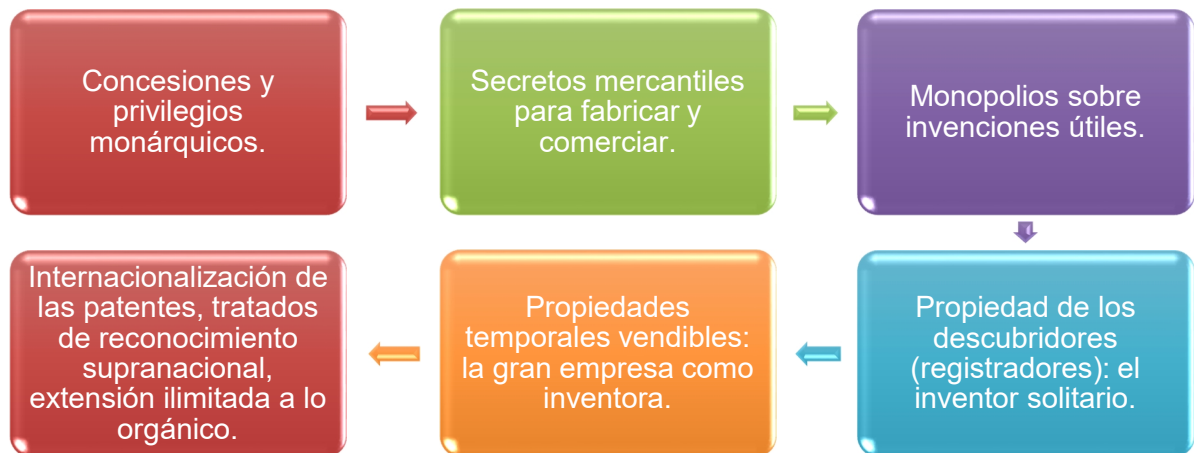 Concesiones y
privilegios
monárquicos.
Secretos mercantiles
para fabricar y
comerciar.
Monopolios sobre
invenciones útiles.
Propiedad de los
descubridores
(registradores): el
inventor solitario.
Propiedades
temporales vendibles:
la gran empresa como
inventora.
Internacionalización de
las patentes, tratados
de reconocimiento
supranacional,
extensión ilimitada a lo
orgánico.